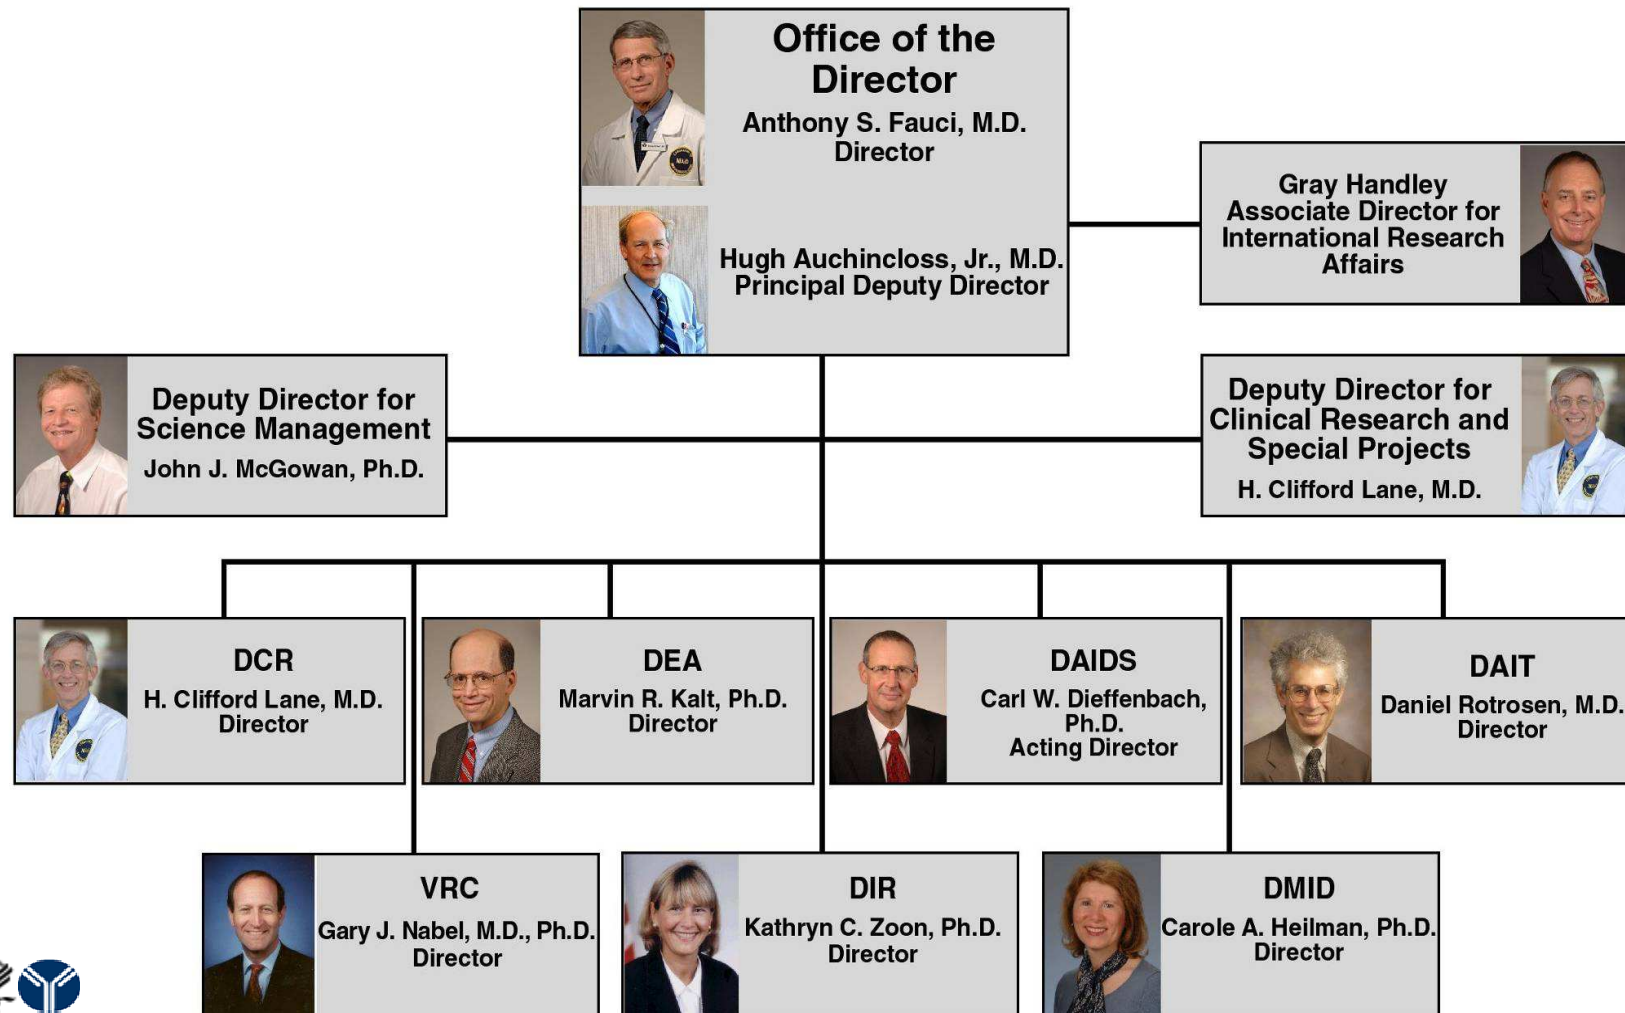 Office of the
Director
Anthony S. Fauci, M.D.
Director
Hugh Auchincloss, Jr., M.D.
Principal Deputy Director
Gray Handley
Associate Director for
International Research
Affairs
Deputy Director for
Science Management
John J. McGowan, Ph.D.
Deputy Director for
Clinical Research and
Special Projects
H. Clifford Lane, M.D.
DCR
H. Clifford Lane, M.D.
Director
DEA
Marvin R. Kalt, Ph.D.
Director
DAIDS
Carl W. Dieffenbach,
Ph.D.
Acting Director
DAIT
Daniel Rotrosen, M.D.
Director
VRC
Gary J. Nabel, M.D., Ph.D.
Director
DIR
Kathryn C. Zoon, Ph.D.
Director
DMID
Carole A. Heilman, Ph.D.
Director